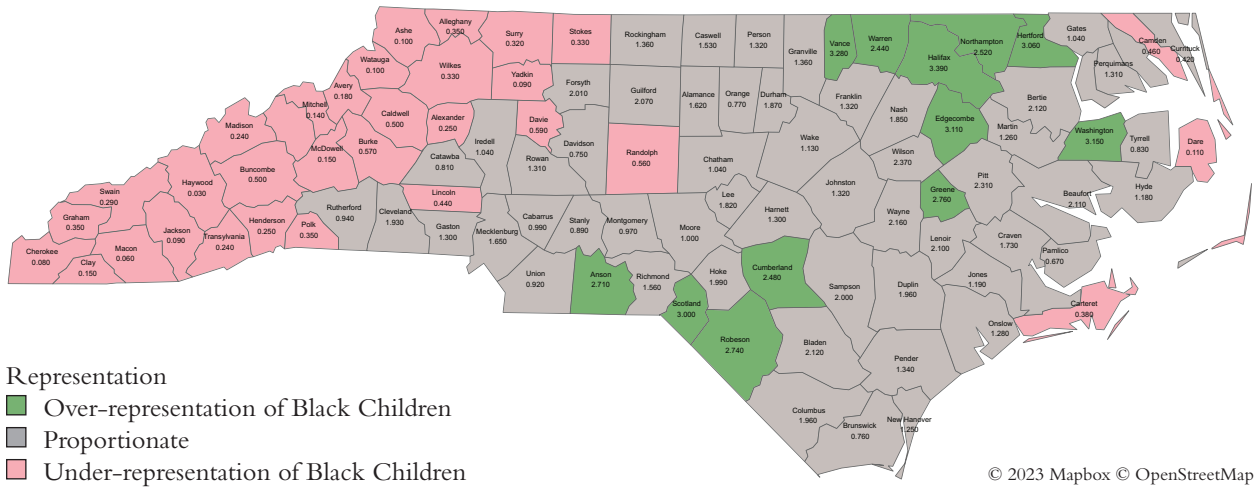 Ashe
0.100
Alleghany
0.350
Surry
0.320
Stokes
0.330
Rockingham
1.360
Caswell
1.530
Person
1.320
Granville
1.360
Vance
3.280
Warren
2.440
Northampton
2.520
Hertford
3.060
Gates
1.040
Camden
0.460
Currituck
0.420
Perquimans
1.310
Halifax
3.390
Watauga
0.100
Wilkes
0.330
Yadkin
0.090
Forsyth
2.010
Guilford
2.070
Alamance
1.620
Orange
0.770
Durham
1.870
Franklin
1.320
Nash
1.850
Edgecombe
3.110
Bertie
2.120
Martin
1.260
Washington
3.150
Tyrrell
0.830
Dare
0.110
Avery
0.180
Mitchell
0.140
Caldwell
0.500
Alexander
0.250
Iredell
1.040
Davie
0.590
Davidson
0.750
Randolph
0.560
Chatham
1.040
Wake
1.130
Wilson
2.370
Madison
0.240
Buncombe
0.500
McDowell
0.150
Burke
0.570
Catawba
0.810
Rowan
1.310
Lee
1.820
Johnston
1.320
Greene
2.760
Pitt
2.310
Beaufort
2.110
Hyde
1.180
Swain
0.290
Haywood
0.030
Rutherford
0.940
Cleveland
1.930
Lincoln
0.440
Gaston
1.300
Mecklenburg
1.650
Cabarrus
0.990
Stanly
0.890
Montgomery
0.970
Moore
1.000
Harnett
1.300
Wayne
2.160
Lenoir
2.100
Craven
1.730
Pamlico
0.670
Graham
0.350
Cherokee
0.080
Clay
0.150
Macon
0.060
Jackson
0.090
Transylvania
0.240
Henderson
0.250
Polk
0.350
Union
0.920
Anson
2.710
Richmond
1.560
Scotland
3.000
Hoke
1.990
Cumberland
2.480
Sampson
2.000
Duplin
1.960
Jones
1.190
Carteret
0.380
Onslow
1.280
Robeson
2.740
Bladen
2.120
Pender
1.340
Columbus
1.960
Brunswick
0.760
New Hanover
1.250
Representation
Over-representation of Black Children
Proportionate
Under-representation of Black Children
© 2023 Mapbox © OpenStreetMap